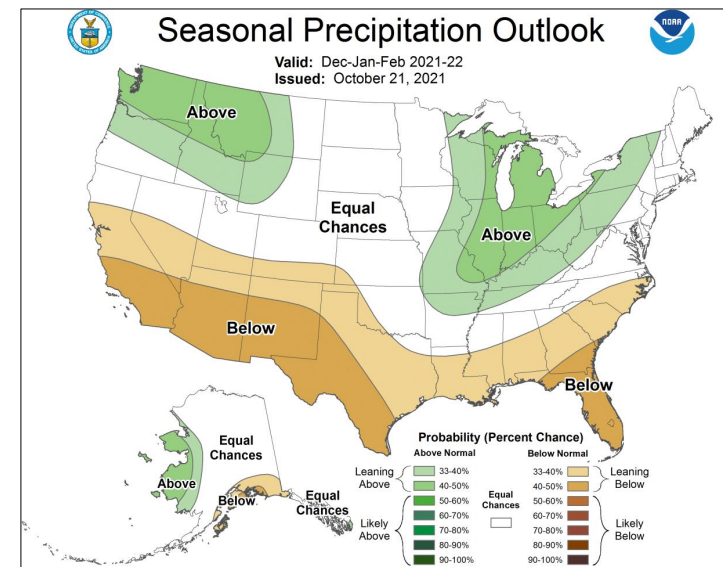 Seasonal Precipitation Outlook
NOAA
Valid: Dec-Jan-Feb 2021-22
Issued: October 21, 2021
Above
Equal
Chances
Above
Below
Below
Equal
Chances
Above
Below
Equal
Chances
Probability (Percent Chance)
Above Normal
Below Normal
Leaning
Above
33-40%
40-50%
Likely
Above
50-60%
60-70%
70-80%
80-90%
90-100%
Equal
Chances
33-40%
40-50%
Leaning
Below
50-60%
60-70%
70-80%
80-90%
90-100%
Likely
Below